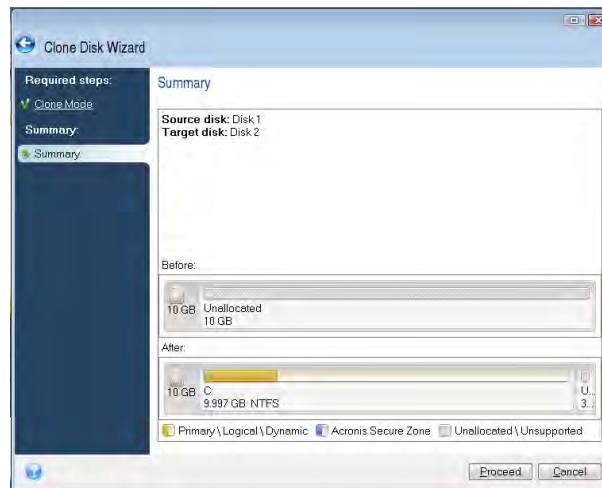 Clone Disk Wizard
Required steps:
Clone Mode
Summary:
Summary
Summary
Source disk: Disk 1
Target disk: Disk 2
Before:
10 GB
Unallocated
10 GB
After:
10 GB
C
9.997 GB NTFS
U...
3...
Primary \ Logical \ Dynamic
Acronis Secure Zone
Unallocated \ Unsupported
Proceed
Cancel